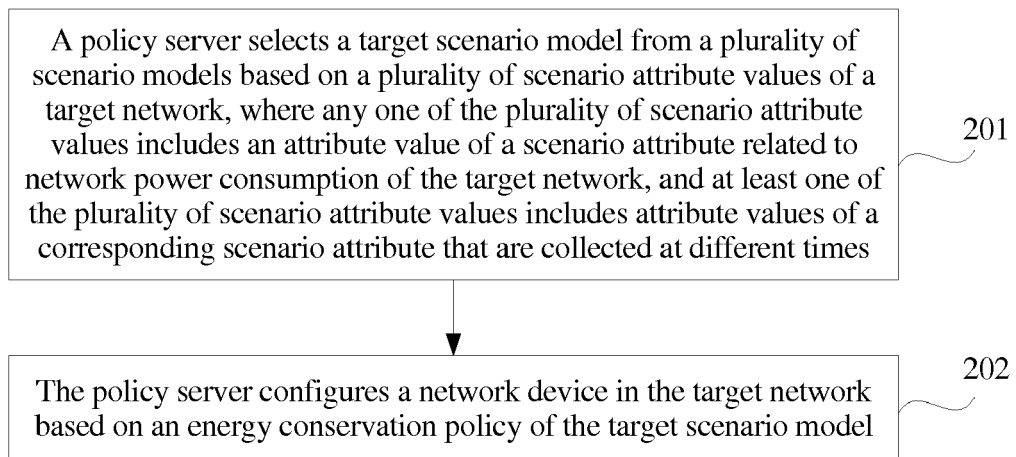 A policy server selects a target scenario model from a plurality of
scenario models based on a plurality of scenario attribute values of a
target network, where any one of the plurality of scenario attribute
values includes an attribute value of a scenario attribute related to
network power consumption of the target network, and at least one of
the plurality of scenario attribute values includes attribute values of a
corresponding scenario attribute that are collected at different times
201
The policy server configures a network device in the target network
based on an energy conservation policy of the target scenario model
202